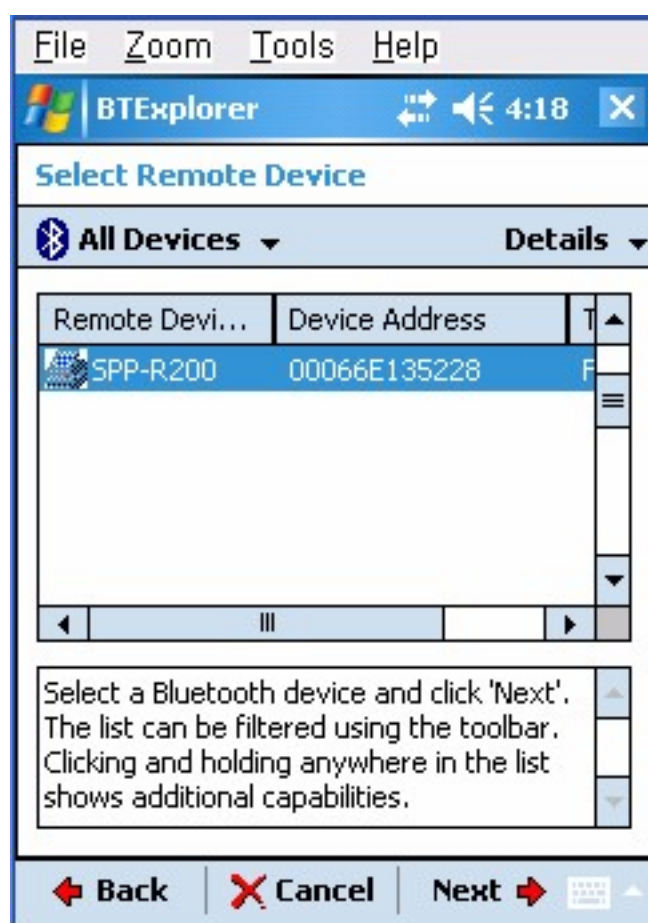 File Zoom Tools Help
BTExplorer 4:18
Select Remote Device
All Devices Details
Remote Devi... Device Address T
SPP-R200 00066E135228 F
Select a Bluetooth device and click 'Next'.
The list can be filtered using the toolbar.
Clicking and holding anywhere in the list
shows additional capabilities.
Back Cancel Next